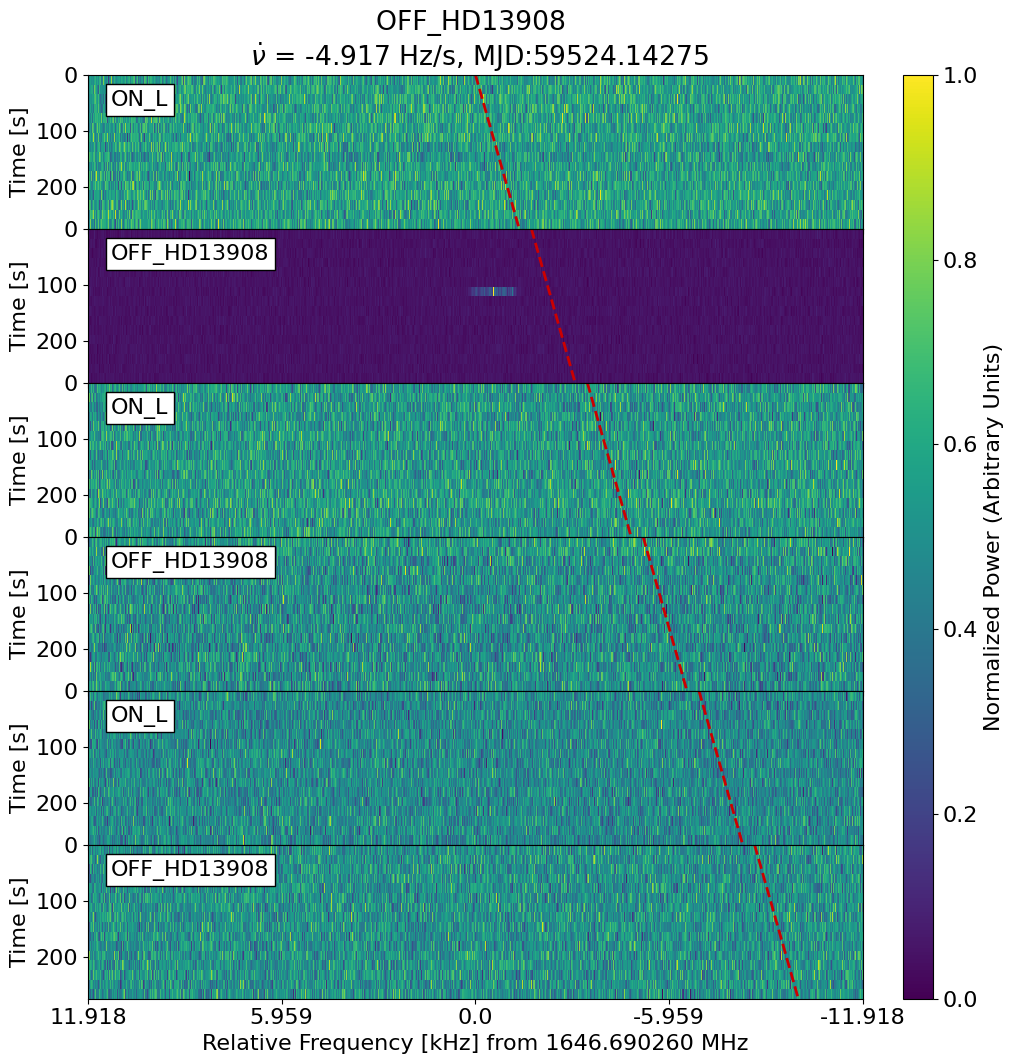 OFF_HD13908
ν̇ = -4.917 Hz/s, MJD:59524.14275
0
ON_L
100
200
Time [s]
0
OFF_HD13908
100
200
Time [s]
0
ON_L
100
200
Time [s]
0
OFF_HD13908
100
200
Time [s]
0
ON_L
100
200
Time [s]
0
OFF_HD13908
100
200
Time [s]
11.918 5.959 0.0 -5.959 -11.918
Relative Frequency [kHz] from 1646.690260 MHz
1.0
0.8
0.6
0.4
0.2
0.0
Normalized Power (Arbitrary Units)